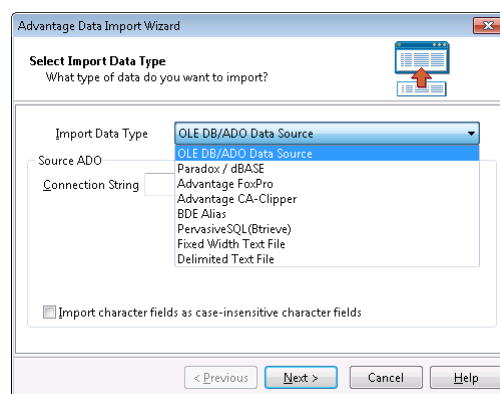 Advantage Data Import Wizard
Select Import Data Type
What type of data do you want to import?
Import Data Type
OLE DB/ADO Data Source
OLE DB/ADO Data Source
Paradox / dBASE
Advantage FoxPro
Advantage CA-Clipper
BDE Alias
PervasiveSQL(Btrieve)
Fixed Width Text File
Delimited Text File
Source ADO
Connection String
Import character fields as case-insensitive character fields
< Previous
Next >
Cancel
Help